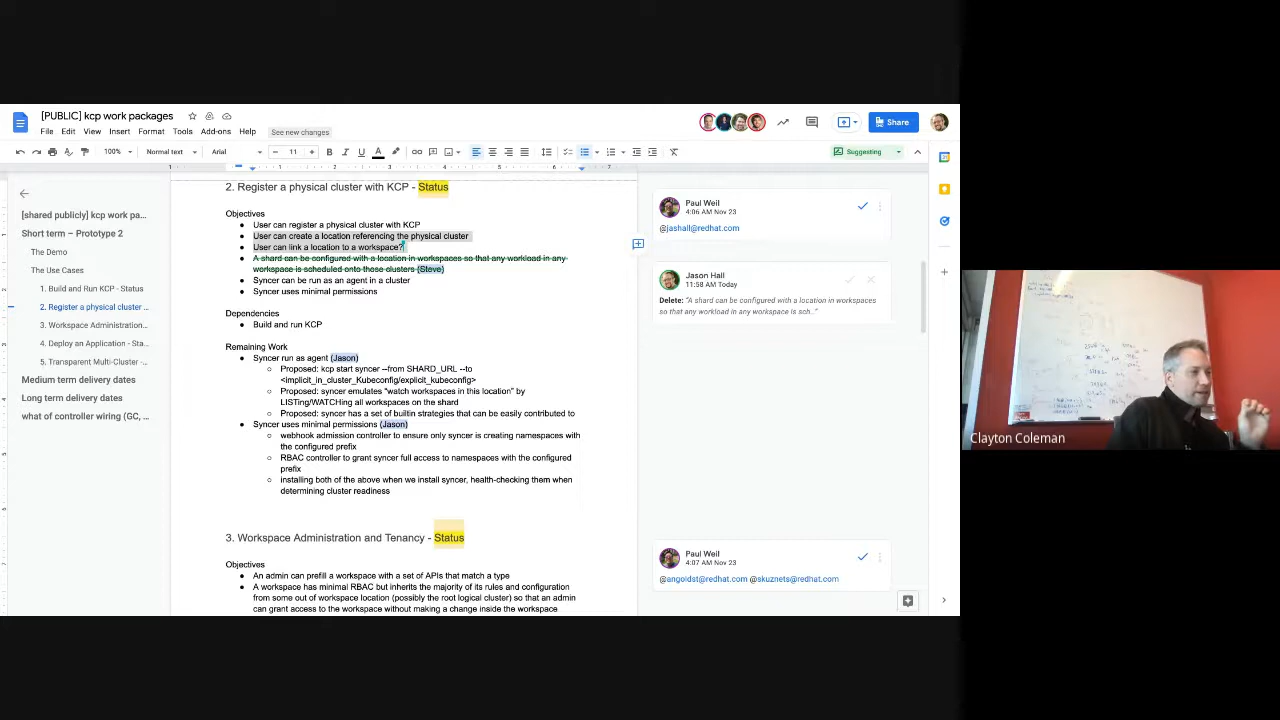 [PUBLIC] kcp work packages
File Edit View Insert Format Tools Add-ons Help See new changes
Share
100% Normal text Arial 11 Suggesting
1 1 2 3 4 5 6 7
[shared publicly] kcp work pa...
Short term – Prototype 2
The Demo
The Use Cases
1. Build and Run KCP - Status
2. Register a physical cluster ...
3. Workspace Administration...
4. Deploy an Application - Sta...
5. Transparent Multi-Cluster -...
Medium term delivery dates
Long term delivery dates
what of controller wiring (GC, ...
2. Register a physical cluster with KCP - Status
Objectives
User can register a physical cluster with KCP
User can create a location referencing the physical cluster
User can link a location to a workspace?
A shard can be configured with a location in workspaces so that any workload in any
workspace is scheduled onto those clusters (Steve)
Syncer can be run as an agent in a cluster
Syncer uses minimal permissions
Dependencies
Build and run KCP
Remaining Work
Syncer run as agent (Jason)
Proposed: kcp start syncer --from SHARD_URL --to
<implicit_in_cluster_Kubeconfig/explicit_kubeconfig>
Proposed: syncer emulates “watch workspaces in this location” by
LISTing/WATCHing all workspaces on the shard
Proposed: syncer has a set of builtin strategies that can be easily contributed to
Syncer uses minimal permissions (Jason)
webhook admission controller to ensure only syncer is creating namespaces with
the configured prefix
RBAC controller to grant syncer full access to namespaces with the configured
prefix
installing both of the above when we install syncer, health-checking them when
determining cluster readiness
3. Workspace Administration and Tenancy - Status
Objectives
An admin can prefill a workspace with a set of APIs that match a type
A workspace has minimal RBAC but inherits the majority of its rules and configuration
from some out of workspace location (possibly the root logical cluster) so that an admin
can grant access to the workspace without making a change inside the workspace
Paul Weil
4:06 AM Nov 23
@jashall@redhat.com
Jason Hall
11:58 AM Today
Delete: “A shard can be configured with a location in workspaces
so that any workload in any workspace is sch...”
Paul Weil
4:07 AM Nov 23
@angoldst@redhat.com @skuznets@redhat.com
Clayton Coleman